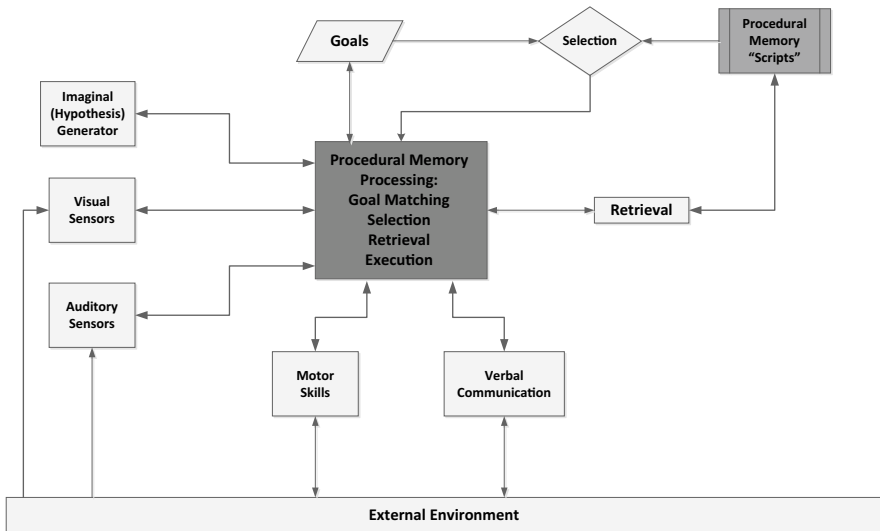 Goals
Selection
Procedural
Memory
“Scripts”
Imaginal
(Hypothesis)
Generator
Procedural Memory
Processing:
Goal Matching
Selection
Retrieval
Execution
Visual
Sensors
Retrieval
Auditory
Sensors
Motor
Skills
Verbal
Communication
External Environment